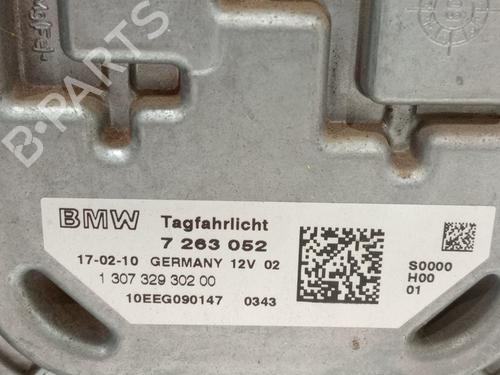 B-PARTS
BMW Tagfahrlicht
7 263 052
17-02-10 GERMANY 12V 02
1 307 329 302 00
10EEG090147 0343
S0000
H00
01